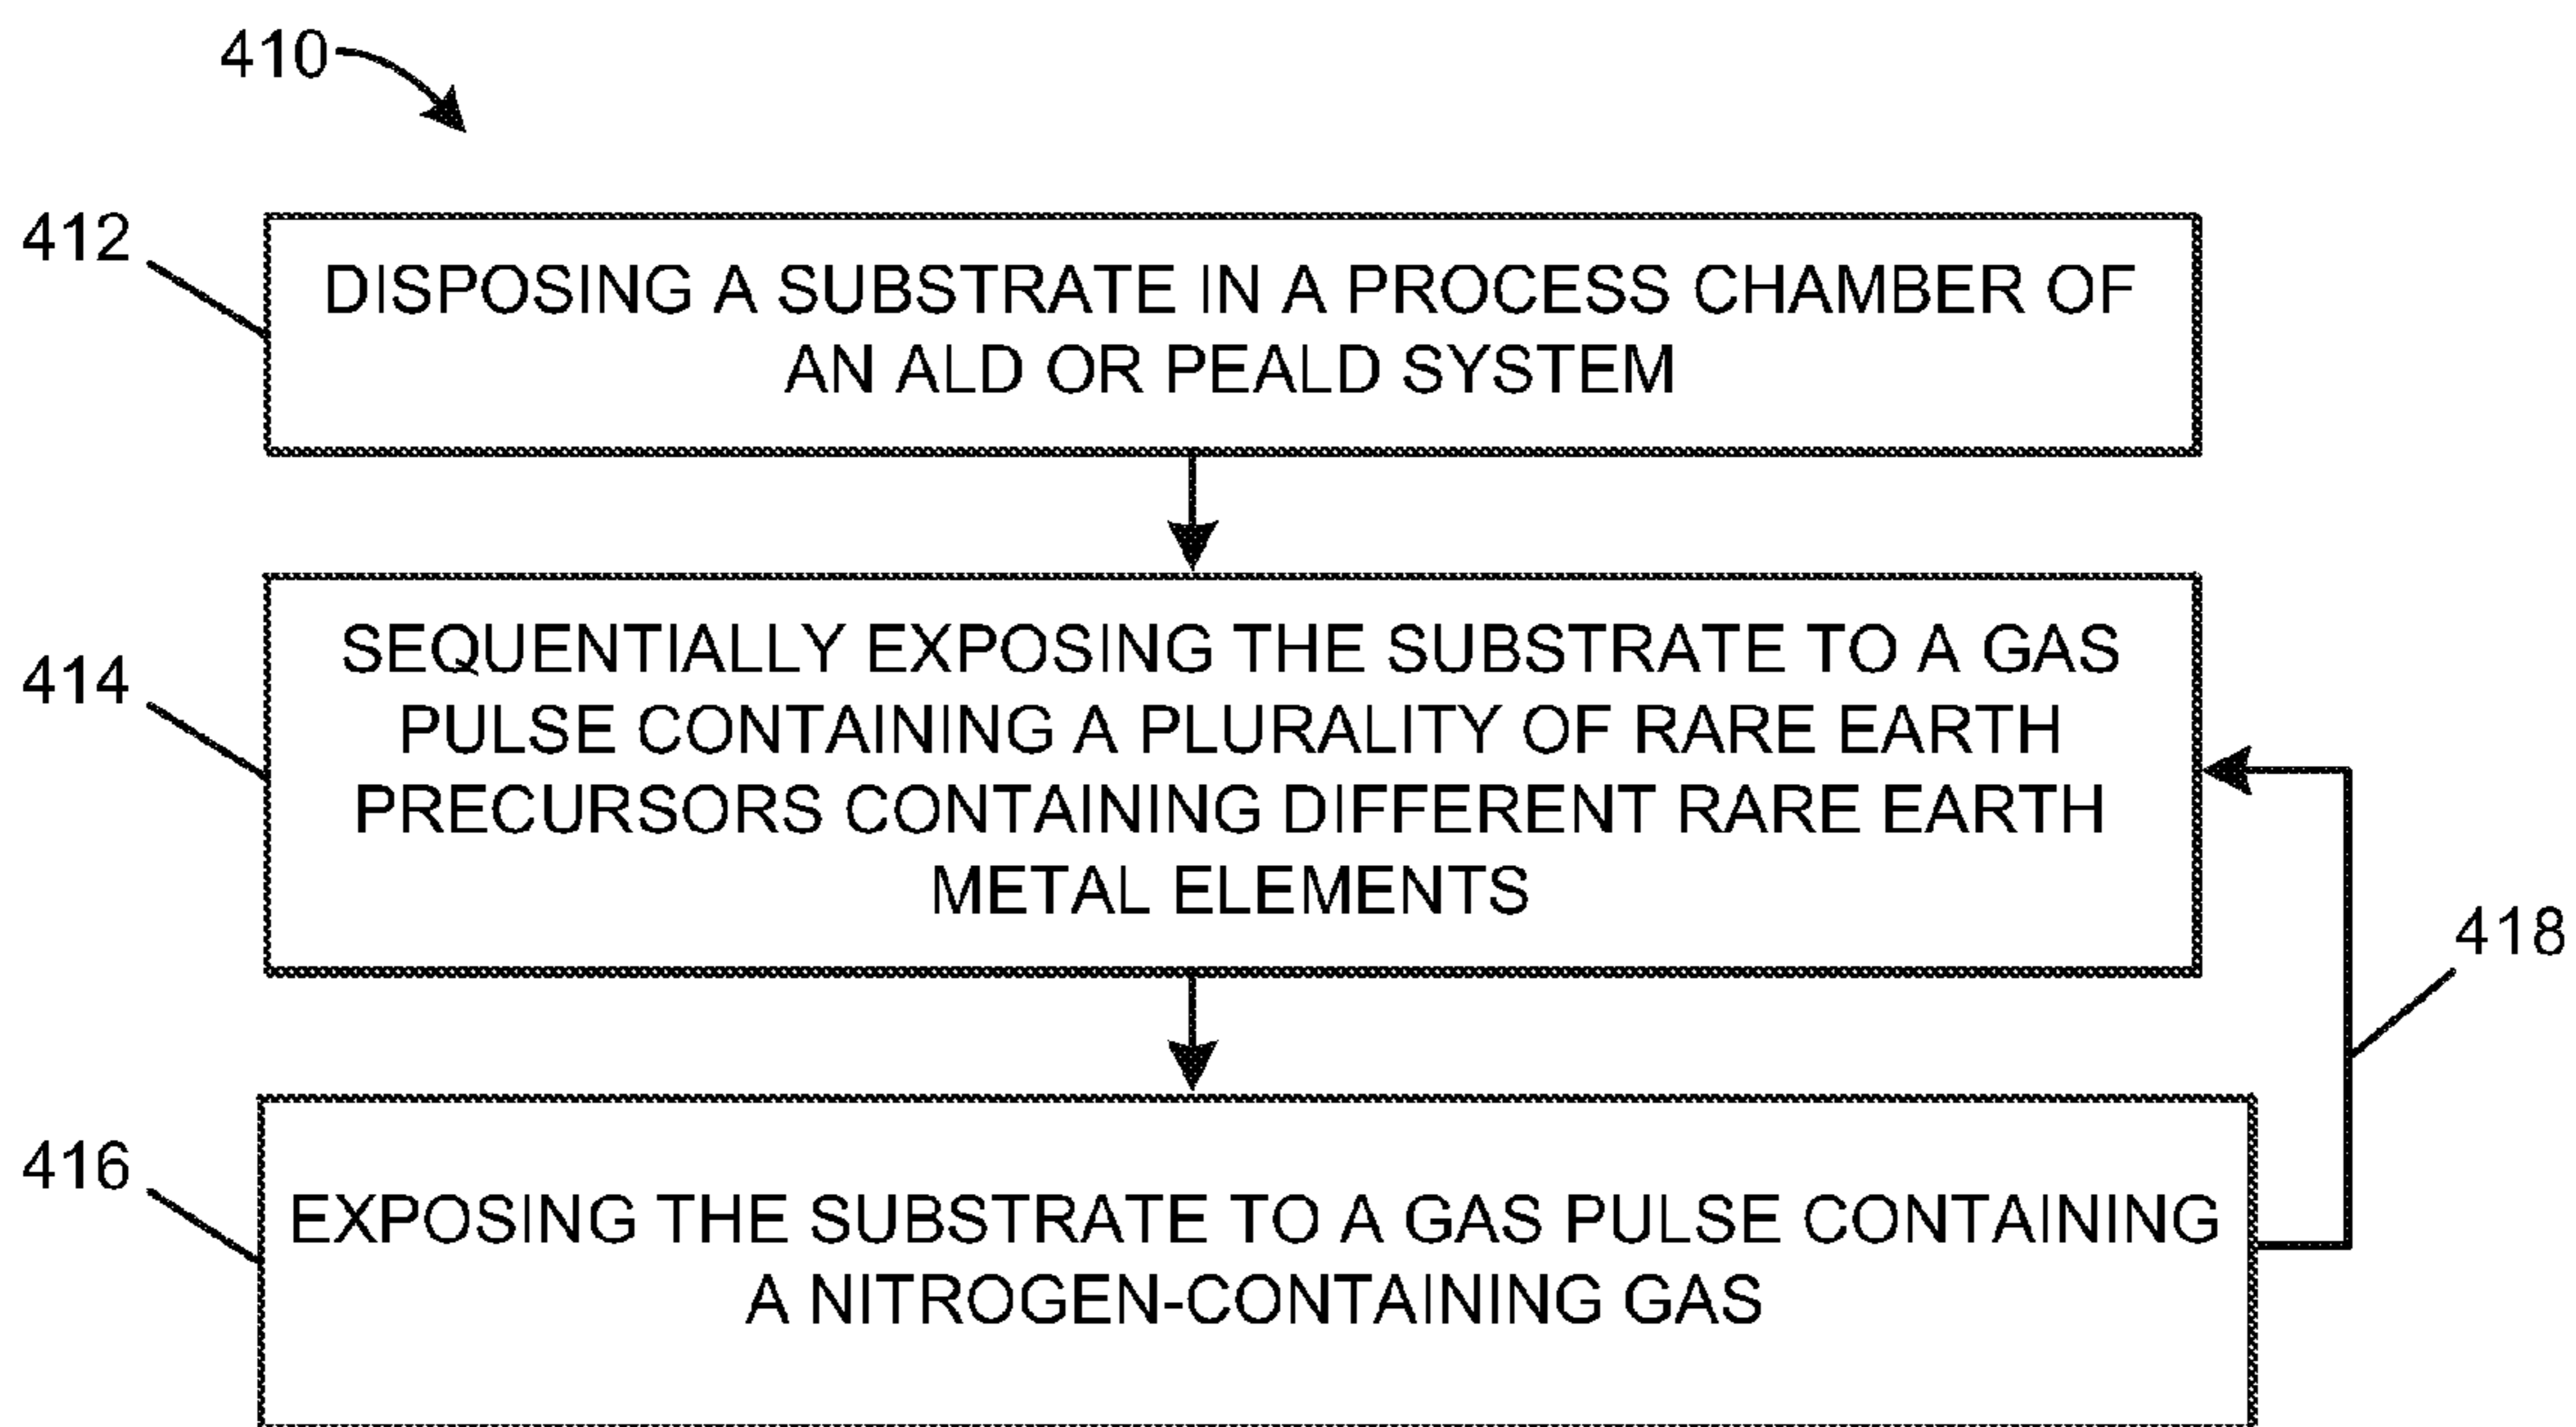 410
412
DISPOSING A SUBSTRATE IN A PROCESS CHAMBER OF
AN ALD OR PEALD SYSTEM
414
SEQUENTIALLY EXPOSING THE SUBSTRATE TO A GAS
PULSE CONTAINING A PLURALITY OF RARE EARTH
PRECURSORS CONTAINING DIFFERENT RARE EARTH
METAL ELEMENTS
418
416
EXPOSING THE SUBSTRATE TO A GAS PULSE CONTAINING
A NITROGEN-CONTAINING GAS